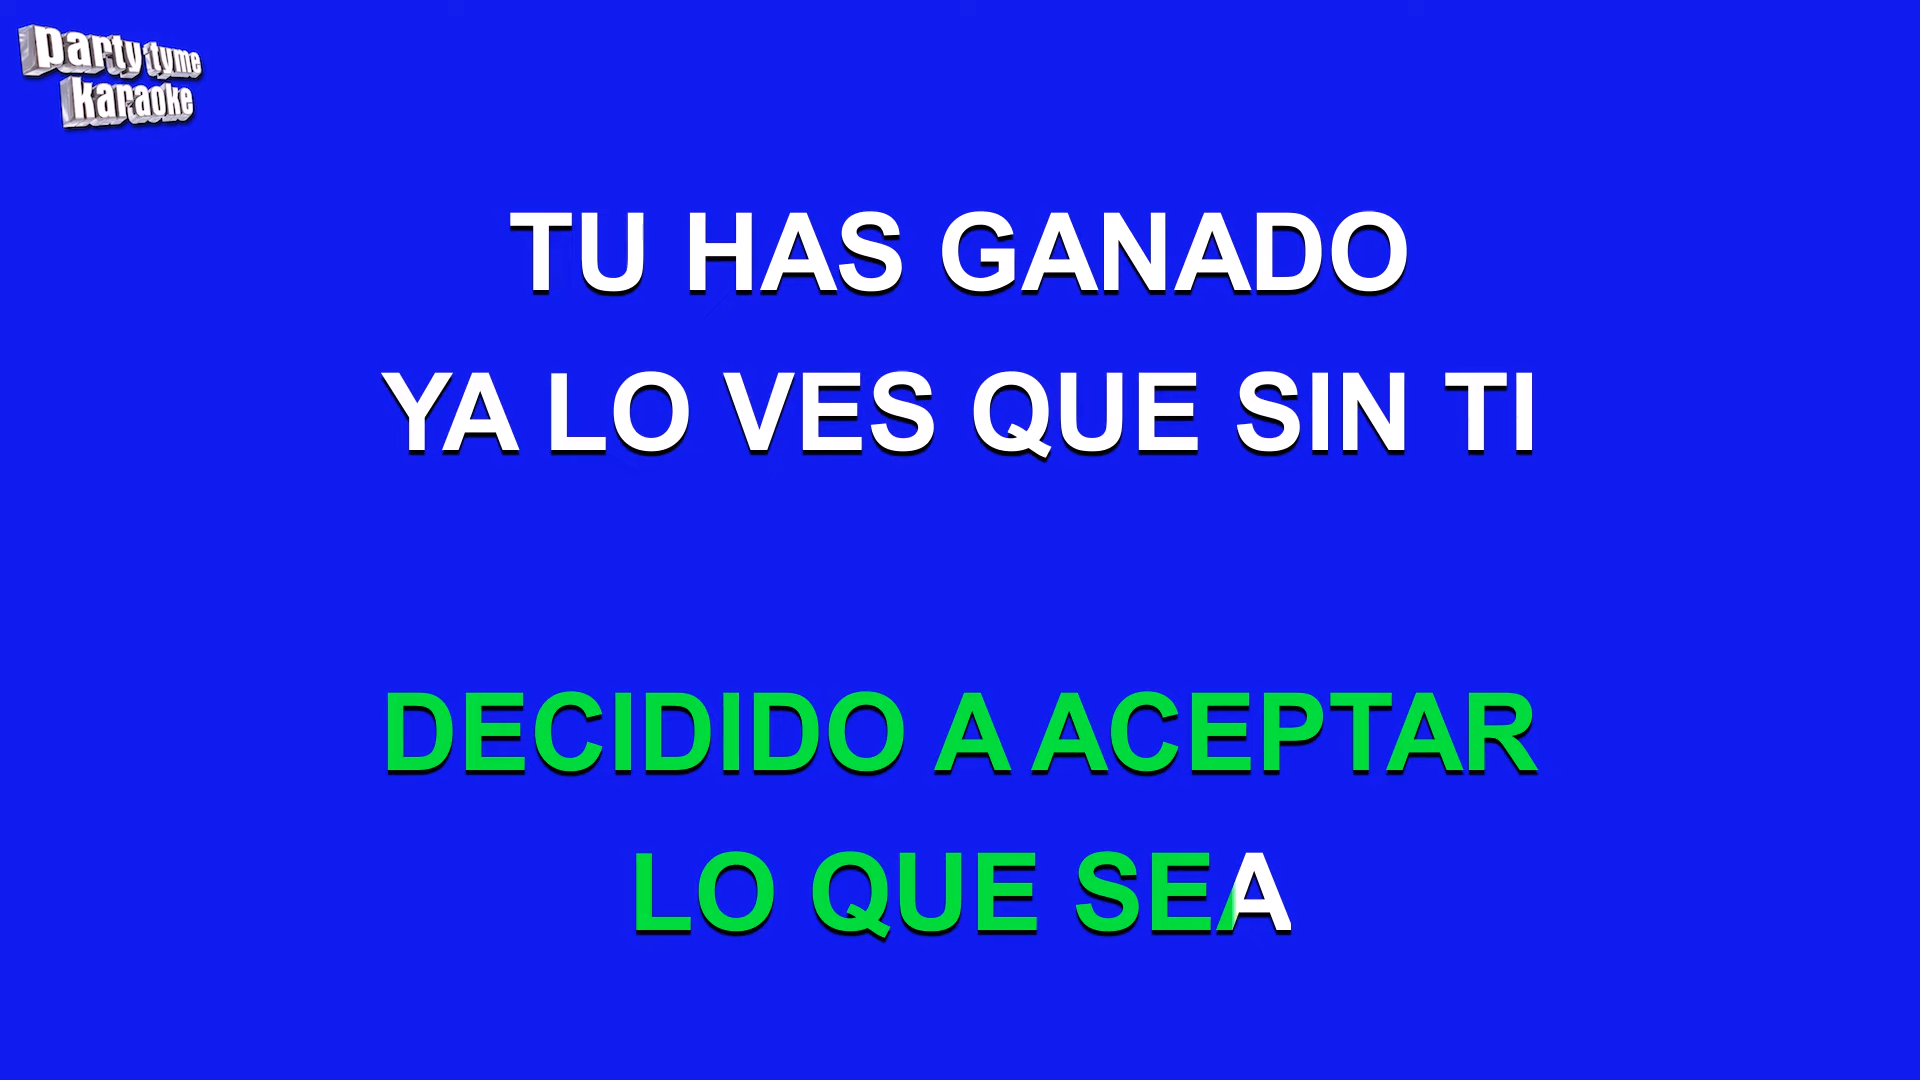 party tyme
karaoke
TU HAS GANADO
YA LO VES QUE SIN TI
DECIDIDO A ACEPTAR
LO QUE SEA